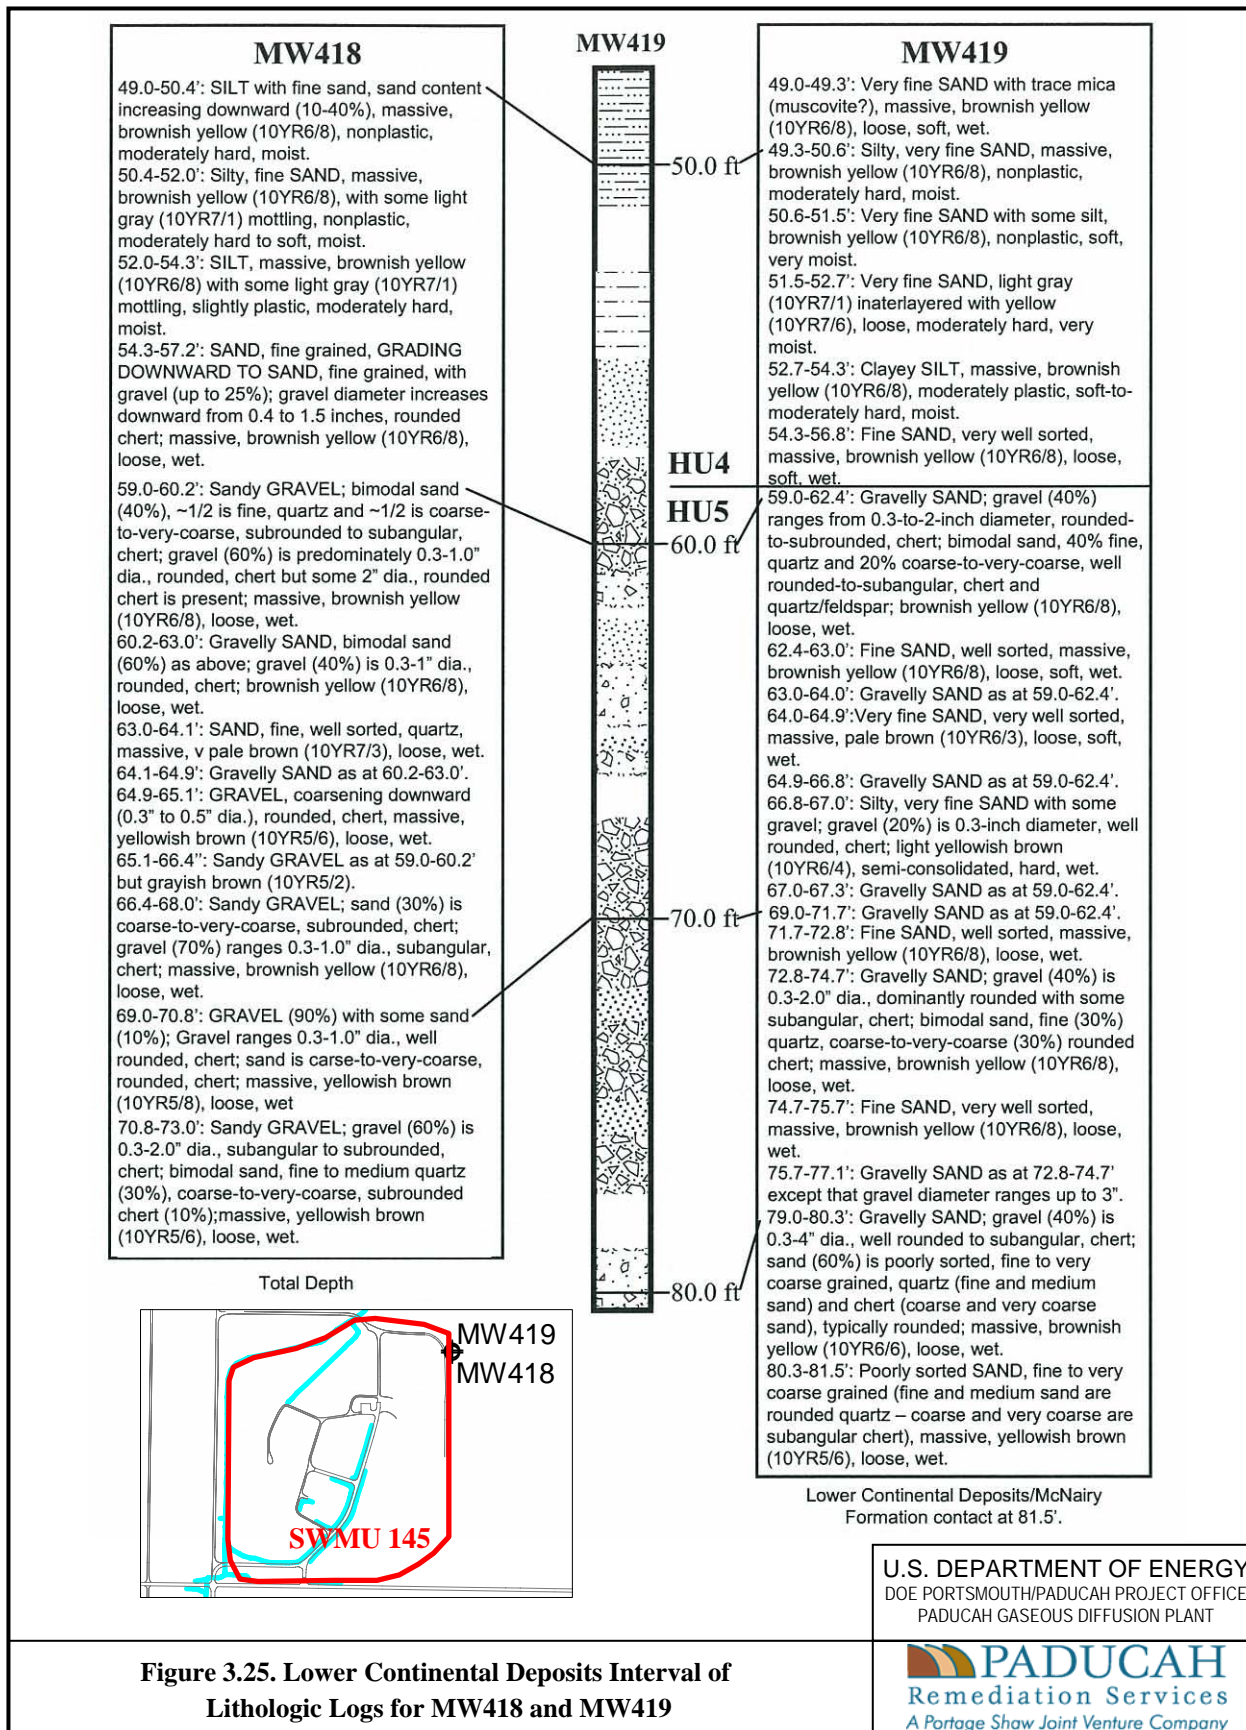 MW418
49.0-50.4': SILT with fine sand, sand content
increasing downward (10-40%), massive,
brownish yellow (10YR6/8), nonplastic,
moderately hard, moist.
50.4-52.0': Silty, fine SAND, massive,
brownish yellow (10YR6/8), with some light
gray (10YR7/1) mottling, nonplastic,
moderately hard to soft, moist.
52.0-54.3': SILT, massive, brownish yellow
(10YR6/8) with some light gray (10YR7/1)
mottling, slightly plastic, moderately hard,
moist.
54.3-57.2': SAND, fine grained, GRADING
DOWNWARD TO SAND, fine grained, with
gravel (up to 25%); gravel diameter increases
downward from 0.4 to 1.5 inches, rounded
chert; massive, brownish yellow (10YR6/8),
loose, wet.
59.0-60.2': Sandy GRAVEL; bimodal sand
(40%), ~1/2 is fine, quartz and ~1/2 is coarse-
to-very-coarse, subrounded to subangular,
chert; gravel (60%) is predominately 0.3-1.0"
dia., rounded, chert but some 2" dia., rounded
chert is present; massive, brownish yellow
(10YR6/8), loose, wet.
60.2-63.0': Gravelly SAND, bimodal sand
(60%) as above; gravel (40%) is 0.3-1" dia.,
rounded, chert; brownish yellow (10YR6/8),
loose, wet.
63.0-64.1': SAND, fine, well sorted, quartz,
massive, v pale brown (10YR7/3), loose, wet.
64.1-64.9': Gravelly SAND as at 60.2-63.0'.
64.9-65.1': GRAVEL, coarsening downward
(0.3" to 0.5" dia.), rounded, chert, massive,
yellowish brown (10YR5/6), loose, wet.
65.1-66.4": Sandy GRAVEL as at 59.0-60.2'
but grayish brown (10YR5/2).
66.4-68.0': Sandy GRAVEL; sand (30%) is
coarse-to-very-coarse, subrounded, chert;
gravel (70%) ranges 0.3-1.0" dia., subangular,
chert; massive, brownish yellow (10YR6/8),
loose, wet.
69.0-70.8': GRAVEL (90%) with some sand
(10%); Gravel ranges 0.3-1.0" dia., well
rounded, chert; sand is carse-to-very-coarse,
rounded, chert; massive, yellowish brown
(10YR5/8), loose, wet
70.8-73.0': Sandy GRAVEL; gravel (60%) is
0.3-2.0" dia., subangular to subrounded,
chert; bimodal sand, fine to medium quartz
(30%), coarse-to-very-coarse, subrounded
chert (10%);massive, yellowish brown
(10YR5/6), loose, wet.
Total Depth
MW419
50.0 ft
HU4
HU5
60.0 ft
70.0 ft
80.0 ft
MW419
49.0-49.3': Very fine SAND with trace mica
(muscovite?), massive, brownish yellow
(10YR6/8), loose, soft, wet.
49.3-50.6': Silty, very fine SAND, massive,
brownish yellow (10YR6/8), nonplastic,
moderately hard, moist.
50.6-51.5': Very fine SAND with some silt,
brownish yellow (10YR6/8), nonplastic, soft,
very moist.
51.5-52.7': Very fine SAND, light gray
(10YR7/1) inaterlayered with yellow
(10YR7/6), loose, moderately hard, very
moist.
52.7-54.3': Clayey SILT, massive, brownish
yellow (10YR6/8), moderately plastic, soft-to-
moderately hard, moist.
54.3-56.8': Fine SAND, very well sorted,
massive, brownish yellow (10YR6/8), loose,
soft, wet.
59.0-62.4': Gravelly SAND; gravel (40%)
ranges from 0.3-to-2-inch diameter, rounded-
to-subrounded, chert; bimodal sand, 40% fine,
quartz and 20% coarse-to-very-coarse, well
rounded-to-subangular, chert and
quartz/feldspar; brownish yellow (10YR6/8),
loose, wet.
62.4-63.0': Fine SAND, well sorted, massive,
brownish yellow (10YR6/8), loose, soft, wet.
63.0-64.0': Gravelly SAND as at 59.0-62.4'.
64.0-64.9':Very fine SAND, very well sorted,
massive, pale brown (10YR6/3), loose, soft,
wet.
64.9-66.8': Gravelly SAND as at 59.0-62.4'.
66.8-67.0': Silty, very fine SAND with some
gravel; gravel (20%) is 0.3-inch diameter, well
rounded, chert; light yellowish brown
(10YR6/4), semi-consolidated, hard, wet.
67.0-67.3': Gravelly SAND as at 59.0-62.4'.
69.0-71.7': Gravelly SAND as at 59.0-62.4'.
71.7-72.8': Fine SAND, well sorted, massive,
brownish yellow (10YR6/8), loose, wet.
72.8-74.7': Gravelly SAND; gravel (40%) is
0.3-2.0" dia., dominantly rounded with some
subangular, chert; bimodal sand, fine (30%)
quartz, coarse-to-very-coarse (30%) rounded
chert; massive, brownish yellow (10YR6/8),
loose, wet.
74.7-75.7': Fine SAND, very well sorted,
massive, brownish yellow (10YR6/8), loose,
wet.
75.7-77.1': Gravelly SAND as at 72.8-74.7'
except that gravel diameter ranges up to 3".
79.0-80.3': Gravelly SAND; gravel (40%) is
0.3-4" dia., well rounded to subangular, chert;
sand (60%) is poorly sorted, fine to very
coarse grained, quartz (fine and medium
sand) and chert (coarse and very coarse
sand), typically rounded; massive, brownish
yellow (10YR6/6), loose, wet.
80.3-81.5': Poorly sorted SAND, fine to very
coarse grained (fine and medium sand are
rounded quartz – coarse and very coarse are
subangular chert), massive, yellowish brown
(10YR5/6), loose, wet.
Lower Continental Deposits/McNairy
Formation contact at 81.5'.
MW419
MW418
SWMU 145
U.S. DEPARTMENT OF ENERGY
DOE PORTSMOUTH/PADUCAH PROJECT OFFICE
PADUCAH GASEOUS DIFFUSION PLANT
Figure 3.25. Lower Continental Deposits Interval of
Lithologic Logs for MW418 and MW419
PADUCAH
Remediation Services
A Portage Shaw Joint Venture Company